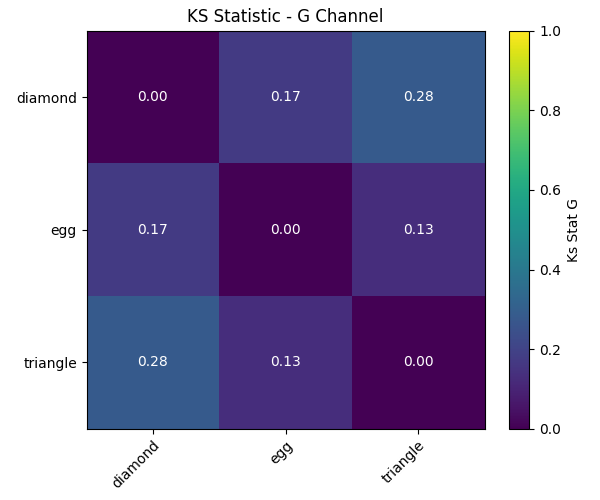 KS Statistic - G Channel
diamond 0.00 0.17 0.28
egg 0.17 0.00 0.13
triangle 0.28 0.13 0.00
diamond egg triangle
1.0
0.8
0.6
0.4
0.2
0.0
Ks Stat G